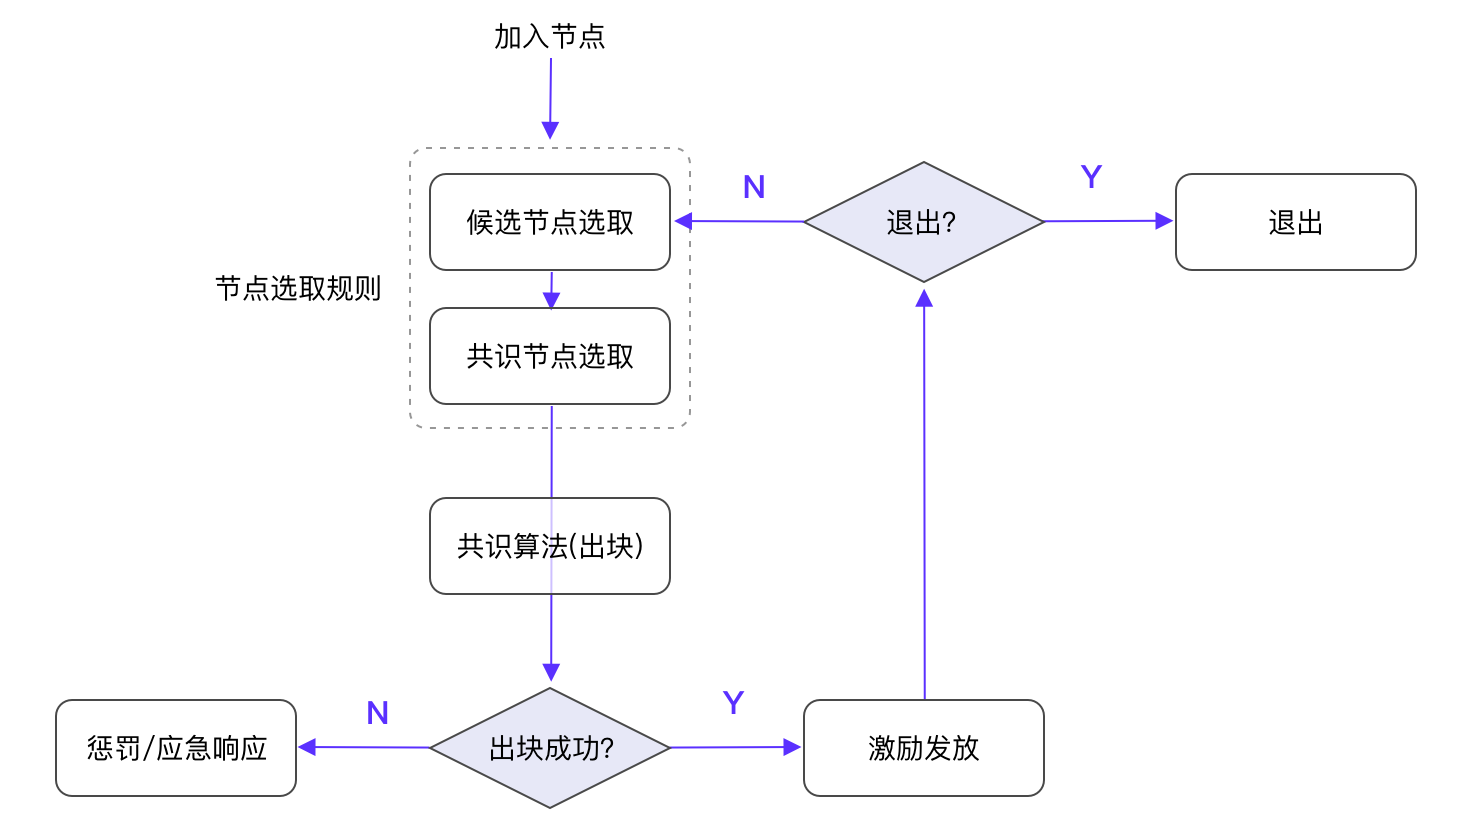 加入节点
候选节点选取
N
退出?
Y
退出
节点选取规则
共识节点选取
共识算法(出块)
惩罚/应急响应
N
出块成功?
Y
激励发放